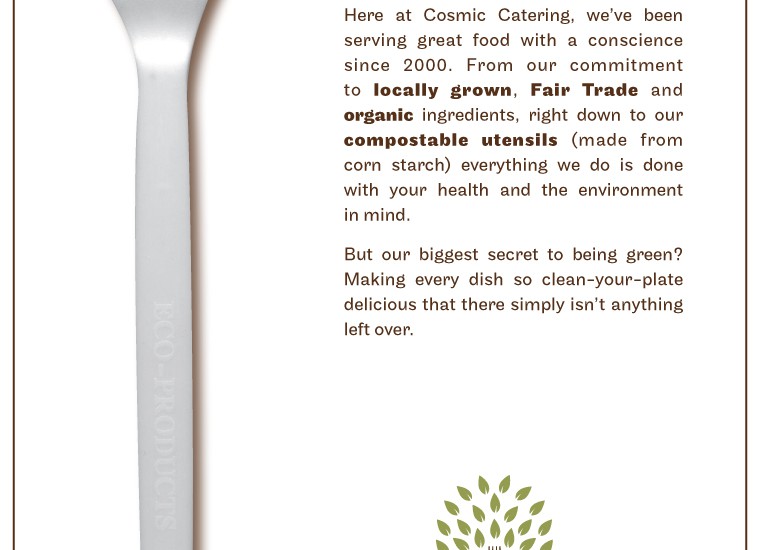 Here at Cosmic Catering, we've been
serving great food with a conscience
since 2000. From our commitment
to locally grown, Fair Trade and
organic ingredients, right down to our
compostable utensils (made from
corn starch) everything we do is done
with your health and the environment
in mind.
But our biggest secret to being green?
Making every dish so clean-your-plate
delicious that there simply isn't anything
left over.
ECO-PRODUCTS